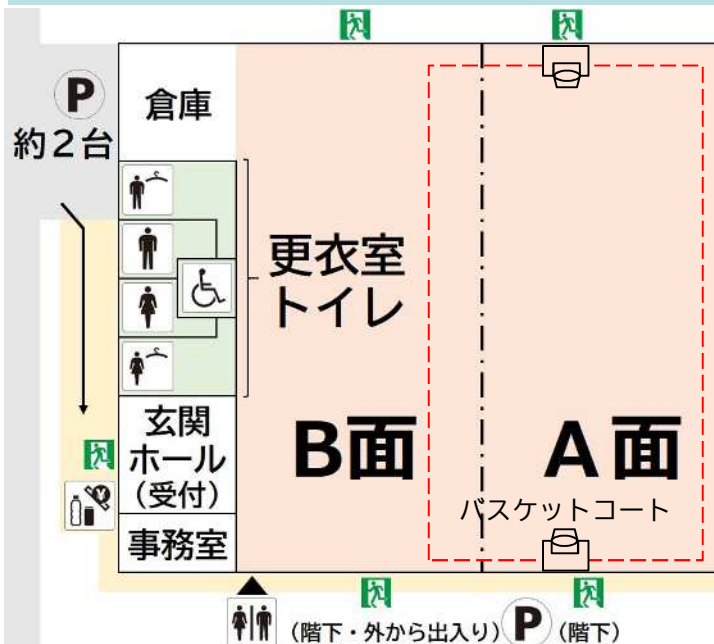 P
約2台
倉庫
更衣室
トイレ
玄関
ホール
(受付)
事務室
B面
A面
バスケットコート
(階下・外から出入り)
P
(階下)